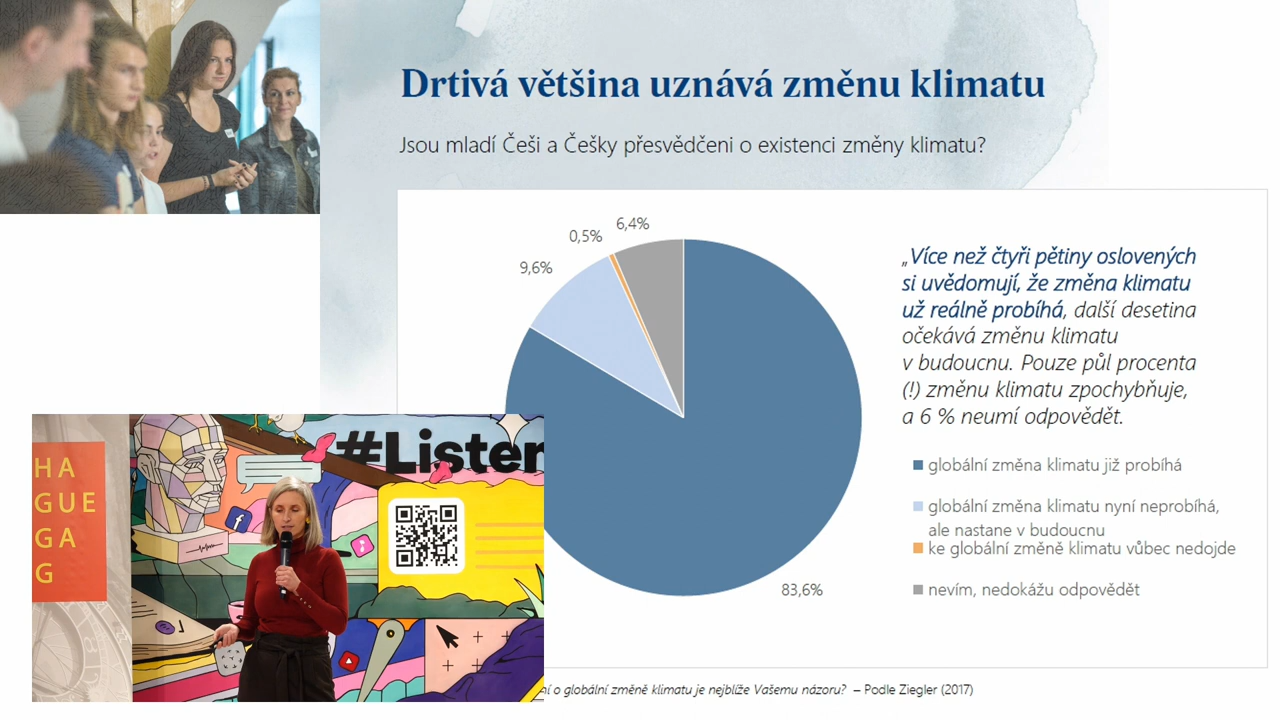 Drtivá většina uznává změnu klimatu
Jsou mladí Češi a Češky přesvědčeni o existenci změny klimatu?
6,4%
0,5%
9,6%
83,6%
„Více než čtyři pětiny oslovených
si uvědomují, že změna klimatu
už reálně probíhá, další desetina
očekává změnu klimatu
v budoucnu. Pouze půl procenta
(!) změnu klimatu zpochybňuje,
a 6 % neumí odpovědět.
globální změna klimatu již probíhá
globální změna klimatu nyní neprobíhá,
ale nastane v budoucnu
ke globální změně klimatu vůbec nedojde
nevím, nedokážu odpovědět
HA
GUE
GA
G
#Listen
o globální změně klimatu je nejblíže Vašemu názoru? – Podle Ziegler (2017)